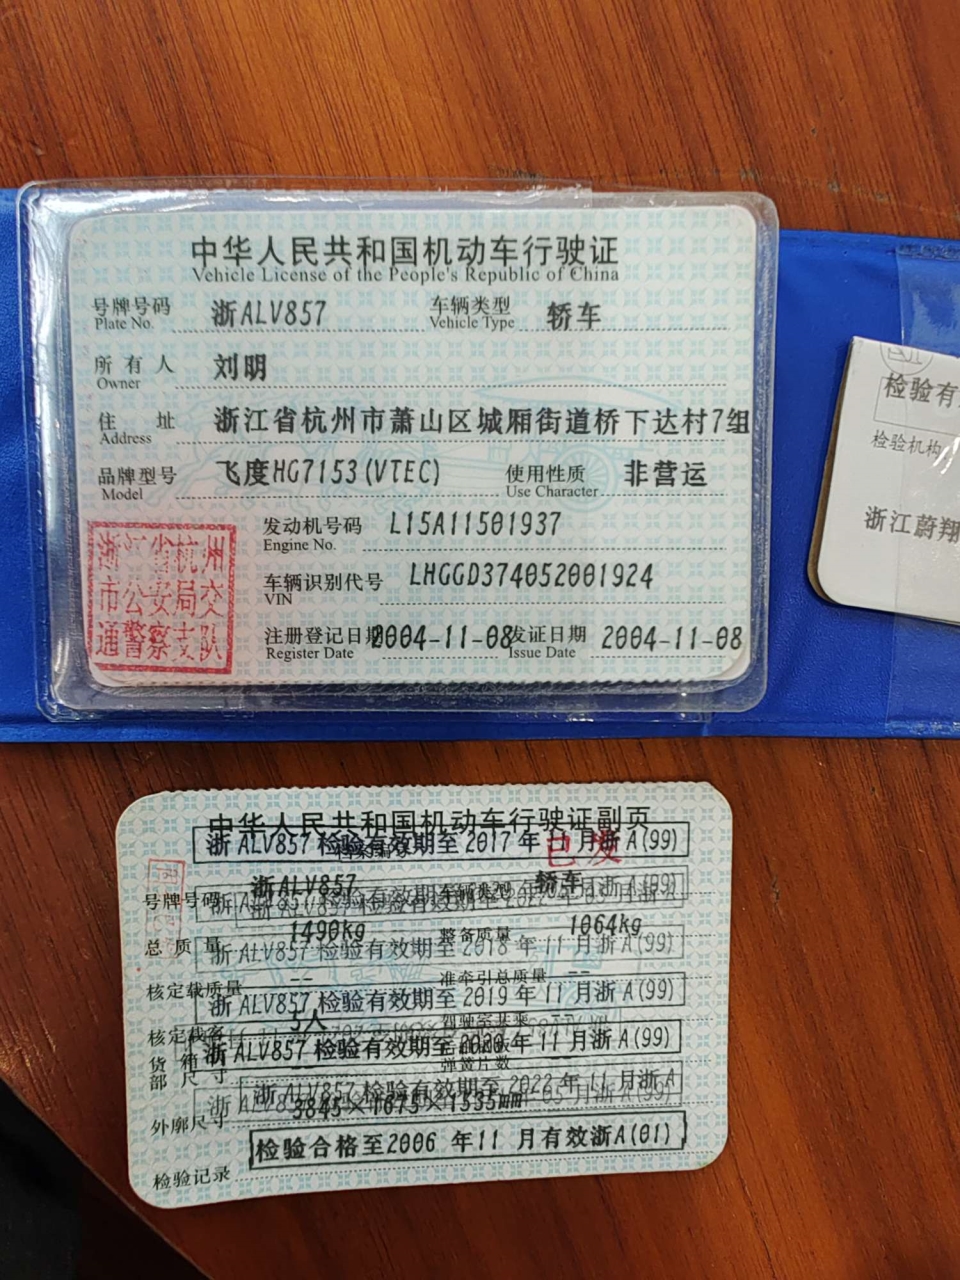 中华人民共和国机动车行驶证
Vehicle License of the People's Republic of China
号牌号码 浙ALV857 车辆类型 轿车
Plate No. Vehicle Type
所有人 刘明
Owner
住址 浙江省杭州市萧山区城厢街道桥下达村7组
Address
品牌型号 飞度HG7153(VTEC) 使用性质 非营运
Model Use Character
发动机号码 L15A11501937
Engine No.
车辆识别代号 LHGGD374052001924
VIN
浙江省杭州
市公安局交
通警察支队
注册登记日期 2004-11-08 发证日期 2004-11-08
Register Date Issue Date
检验有
检验机构
浙江蔚翔
中华人民共和国机动车行驶证副页
浙ALV857检验有效期至2017年11月浙A(99)
号牌号码 浙ALV857 轿车
总质量 1490kg 整备质量 1064kg
浙ALV857检验有效期至2018年11月浙A(99)
核定载质量 -- 准牵引总质量 --
浙ALV857检验有效期至2019年11月浙A(99)
核定载客 5人
浙ALV857检验有效期至2020年11月浙A(99)
货箱
部尺寸 弹簧片数
浙ALV857检验有效期至2022年11月浙A
外廓尺寸 3845×1675×1535mm
检验合格至2006年11月有效浙A(01)
检验记录